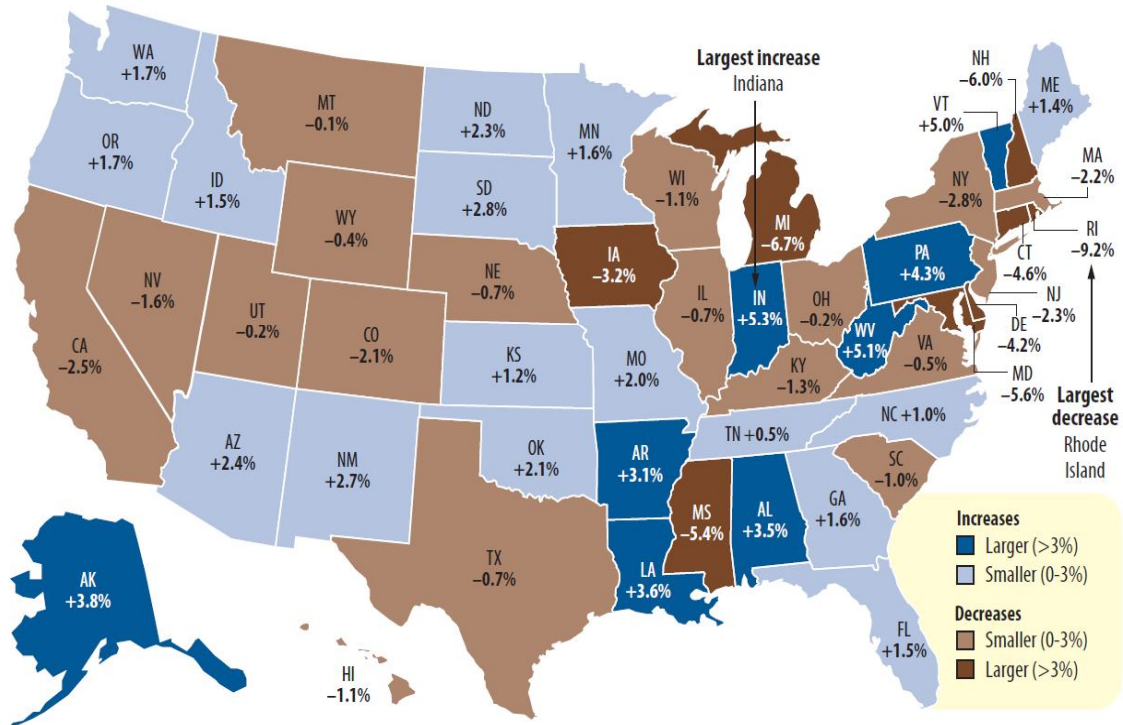 WA
+1.7%
MT
−0.1%
ND
+2.3%
MN
+1.6%
Largest increase
Indiana
NH
−6.0%
ME
+1.4%
VT
+5.0%
OR
+1.7%
ID
+1.5%
SD
+2.8%
WI
−1.1%
MI
−6.7%
NY
−2.8%
MA
−2.2%
WY
−0.4%
IA
−3.2%
PA
+4.3%
CT
−4.6%
RI
−9.2%
NV
−1.6%
UT
−0.2%
NE
−0.7%
IL
−0.7%
IN
+5.3%
OH
−0.2%
NJ
−2.3%
CA
−2.5%
CO
−2.1%
KS
+1.2%
MO
+2.0%
KY
−1.3%
WV
+5.1%
VA
−0.5%
DE
−4.2%
MD
−5.6%
Largest
decrease
Rhode
Island
AZ
+2.4%
NM
+2.7%
OK
+2.1%
AR
+3.1%
TN +0.5%
NC +1.0%
SC
−1.0%
MS
−5.4%
AL
+3.5%
GA
+1.6%
TX
−0.7%
LA
+3.6%
FL
+1.5%
AK
+3.8%
HI
−1.1%
Increases
Larger (>3%)
Smaller (0-3%)
Decreases
Smaller (0-3%)
Larger (>3%)